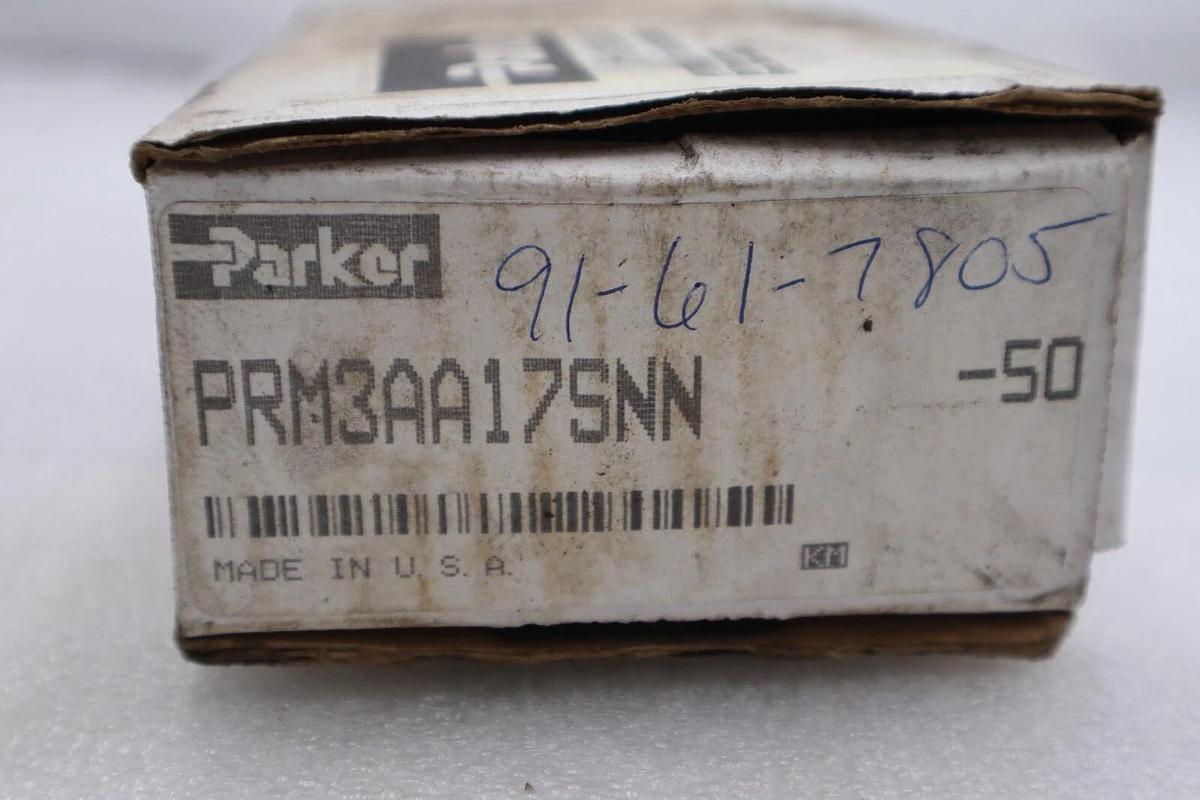 Parker
91-61-7805
PRM3AA17SNN
-50
MADE IN U.S.A.
KM